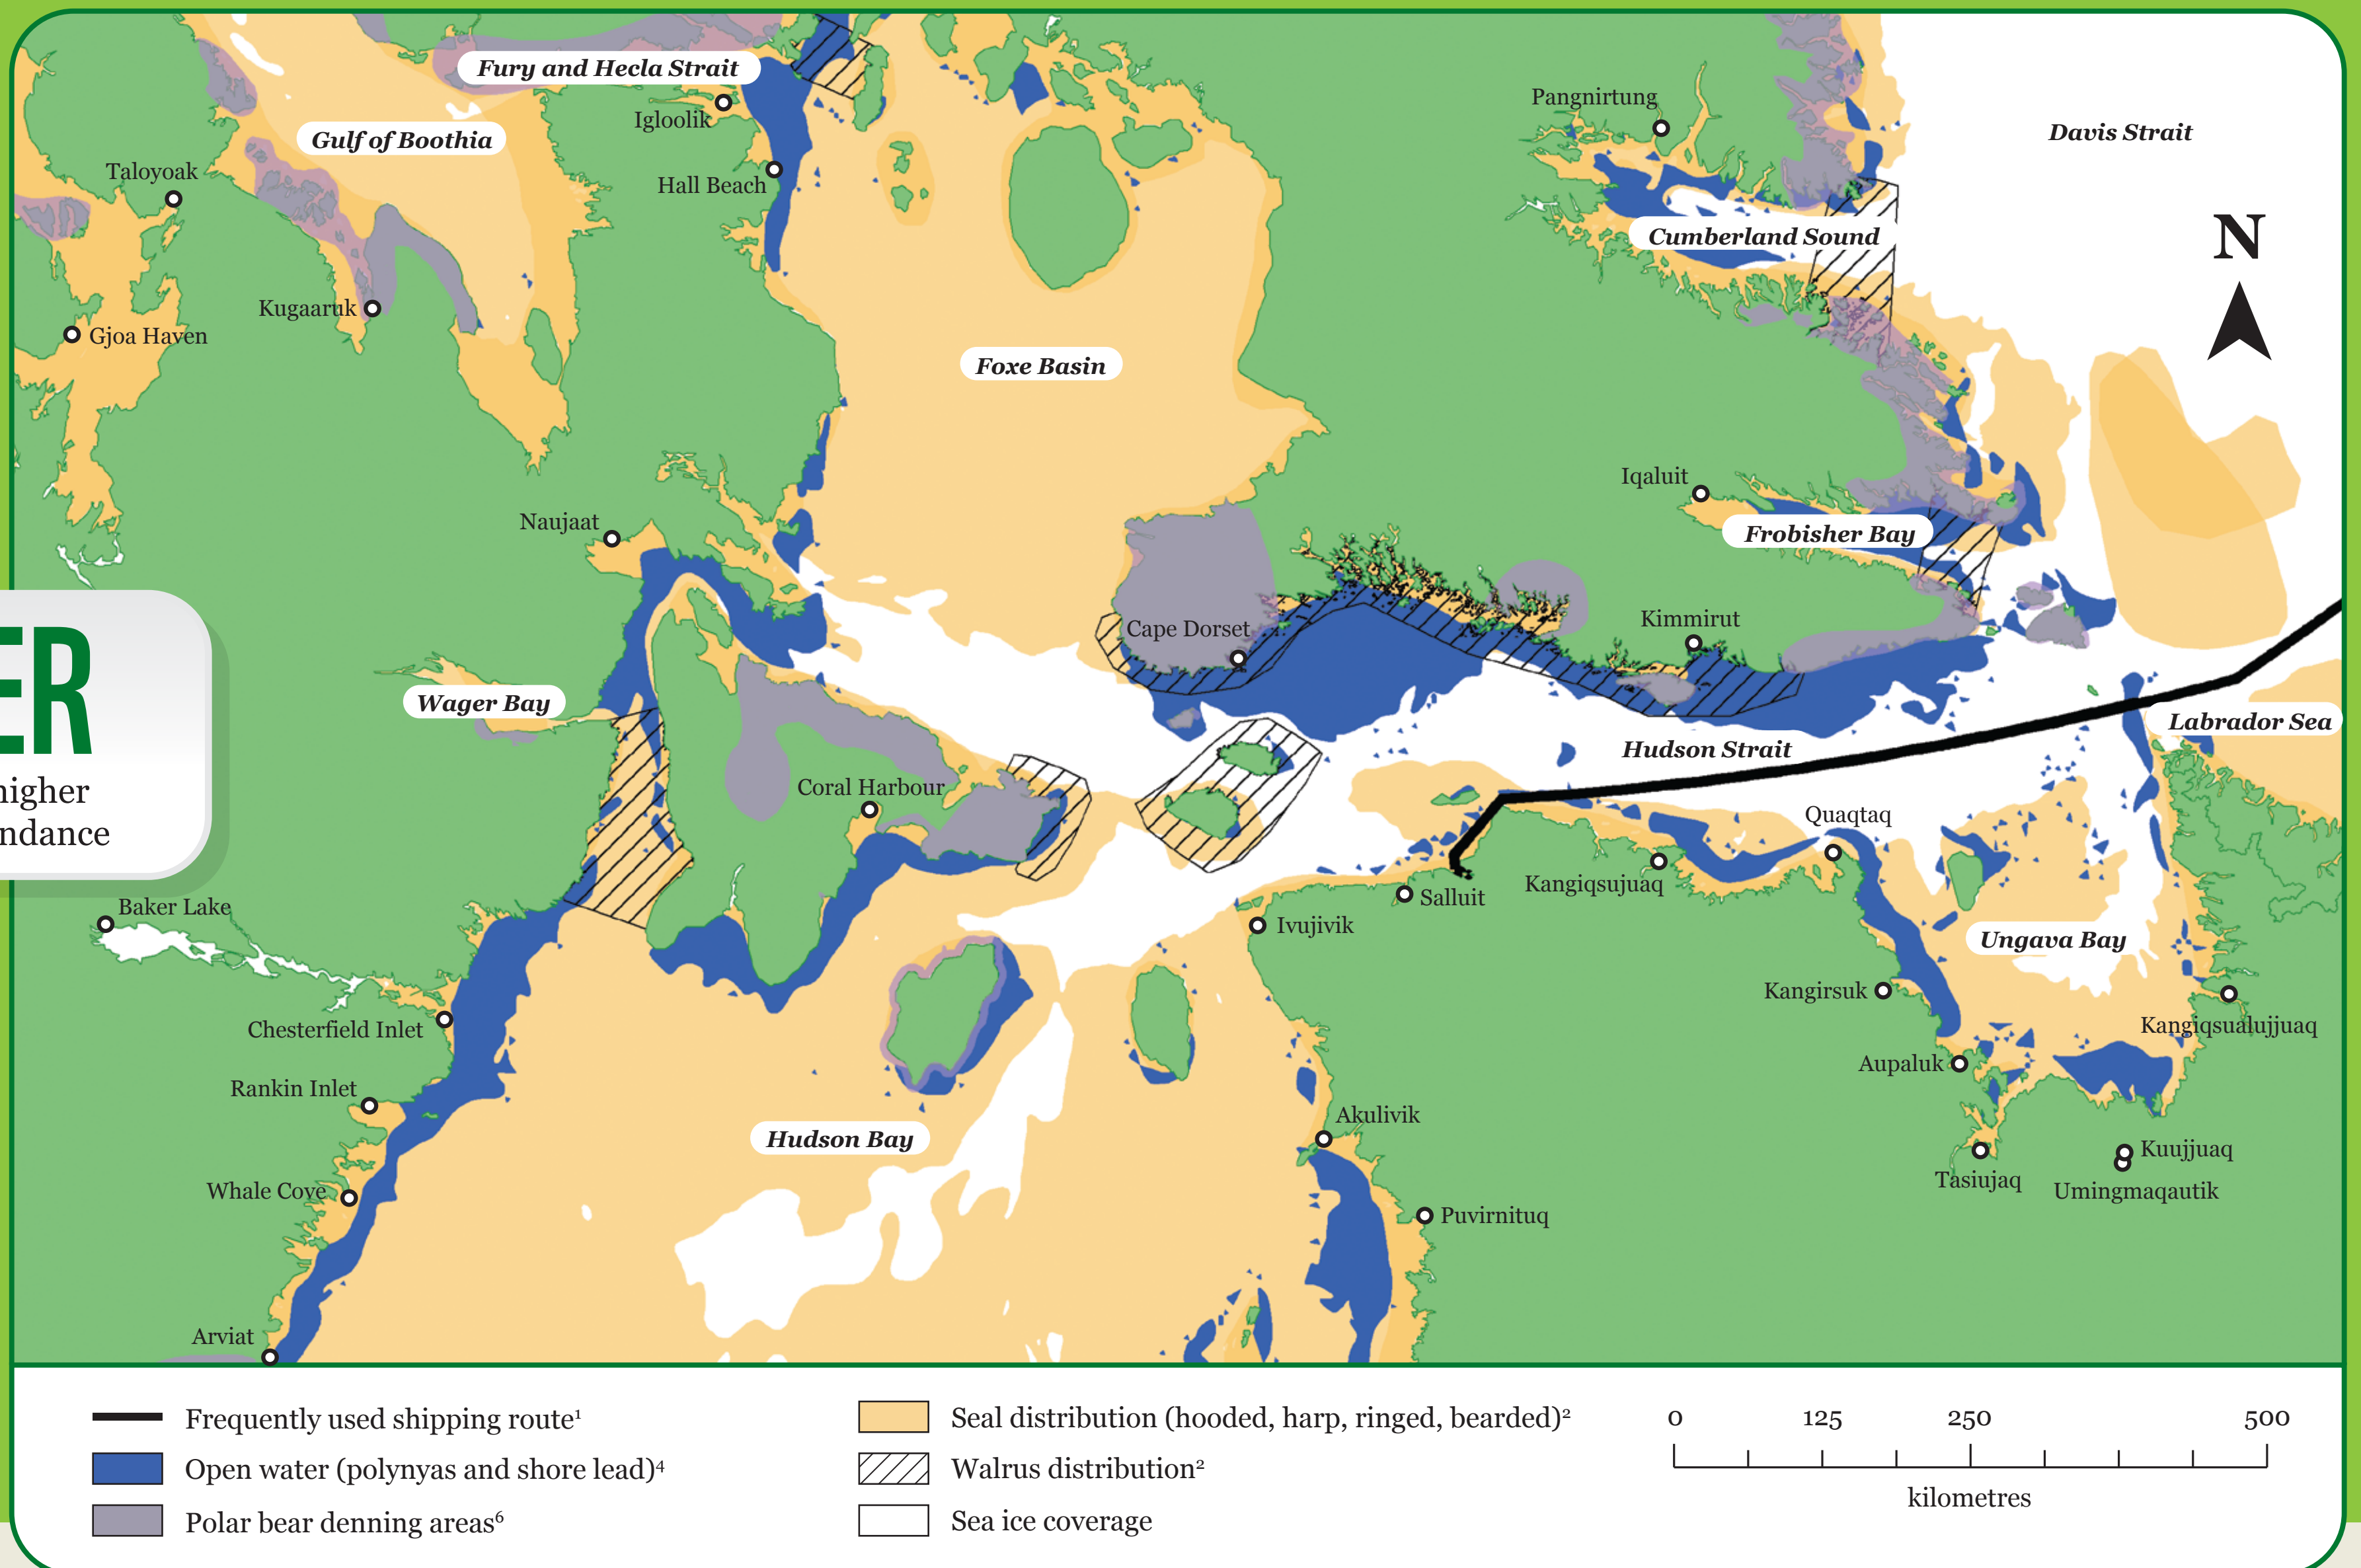 Fury and Hecla Strait
Igloolik
Gulf of Boothia
Hall Beach
Taloyoak
Kugaaruk
Gjoa Haven
Pangnirtung
Davis Strait
Cumberland Sound
N
Foxe Basin
Naujaat
Iqaluit
Frobisher Bay
Cape Dorset
Kimmirut
ER
Wager Bay
Labrador Sea
Hudson Strait
Coral Harbour
Quaqtaq
Kangiqsujuaq
Salluit
Ivujivik
Baker Lake
Ungava Bay
Kangirsuk
Kangiqsualujjuaq
Chesterfield Inlet
Aupaluk
Rankin Inlet
Akulivik
Hudson Bay
Kuujjuaq
Tasiujaq
Umingmaqautik
Whale Cove
Puvirnituq
Arviat
Frequently used shipping route¹
Open water (polynyas and shore lead)⁴
Polar bear denning areas⁶
Seal distribution (hooded, harp, ringed, bearded)²
Walrus distribution²
Sea ice coverage
0 125 250 500
kilometres